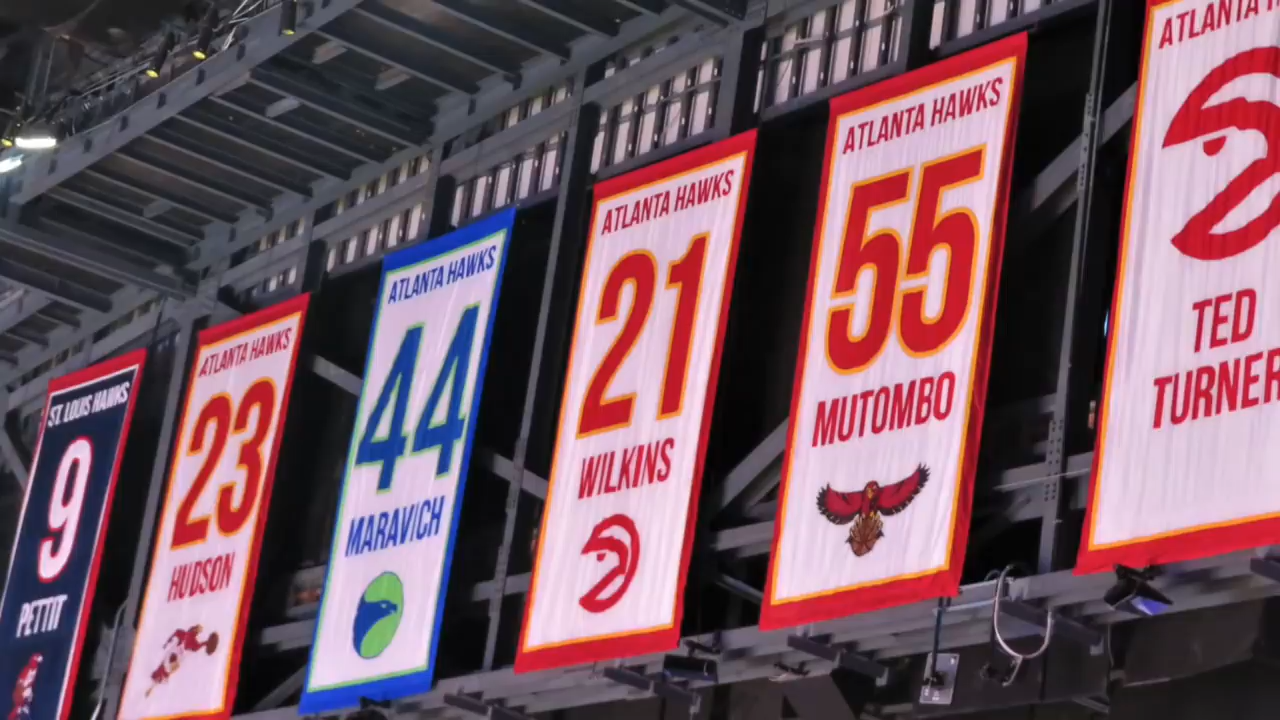 ST. LOUIS HAWKS
9
PETTIT
ATLANTA HAWKS
23
HUDSON
ATLANTA HAWKS
44
MARAVICH
ATLANTA HAWKS
21
WILKINS
ATLANTA HAWKS
55
MUTOMBO
ATLANTA
TED
TURNER